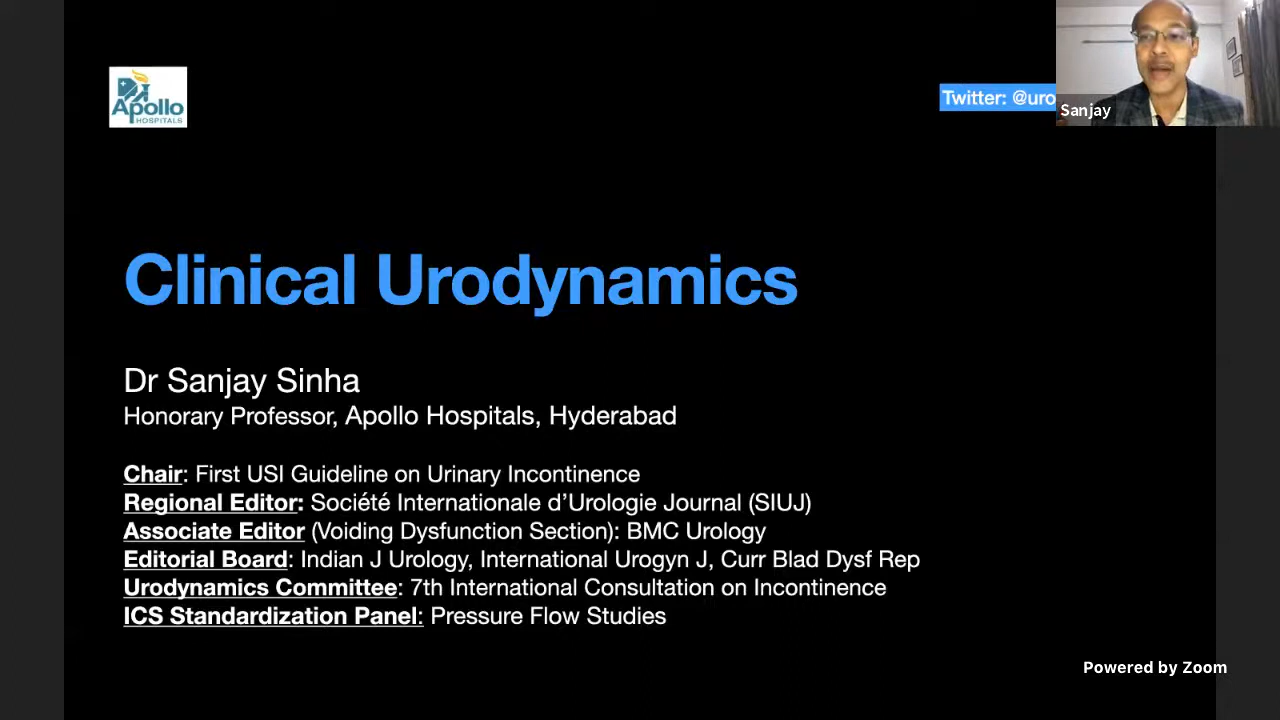 Apollo
HOSPITALS
Twitter: @uro
Sanjay
Clinical Urodynamics
Dr Sanjay Sinha
Honorary Professor, Apollo Hospitals, Hyderabad
Chair: First USI Guideline on Urinary Incontinence
Regional Editor: Société Internationale d’Urologie Journal (SIUJ)
Associate Editor (Voiding Dysfunction Section): BMC Urology
Editorial Board: Indian J Urology, International Urogyn J, Curr Blad Dysf Rep
Urodynamics Committee: 7th International Consultation on Incontinence
ICS Standardization Panel: Pressure Flow Studies
Powered by Zoom